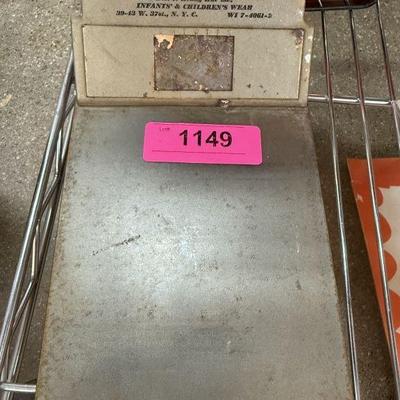 INFANTS' & CHILDREN'S WEAR
39-43 W. 37st., N. Y. C. WI 7-4061-2
Lot#
1149